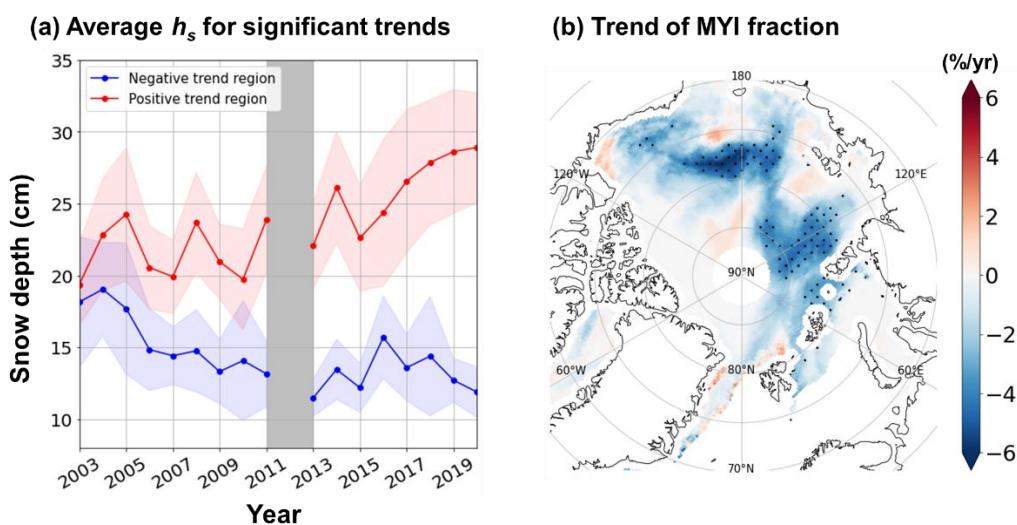 (a) Average hs for significant trends
35
30
25
20
15
10
Negative trend region
Positive trend region
Snow depth (cm)
2003
2005
2007
2009
2011
2013
2015
2017
2019
Year
(b) Trend of MYI fraction
180
120°W
120°E
90°N
60°W
80°N
60°E
70°N
(%/yr)
6
4
2
0
−2
−4
−6